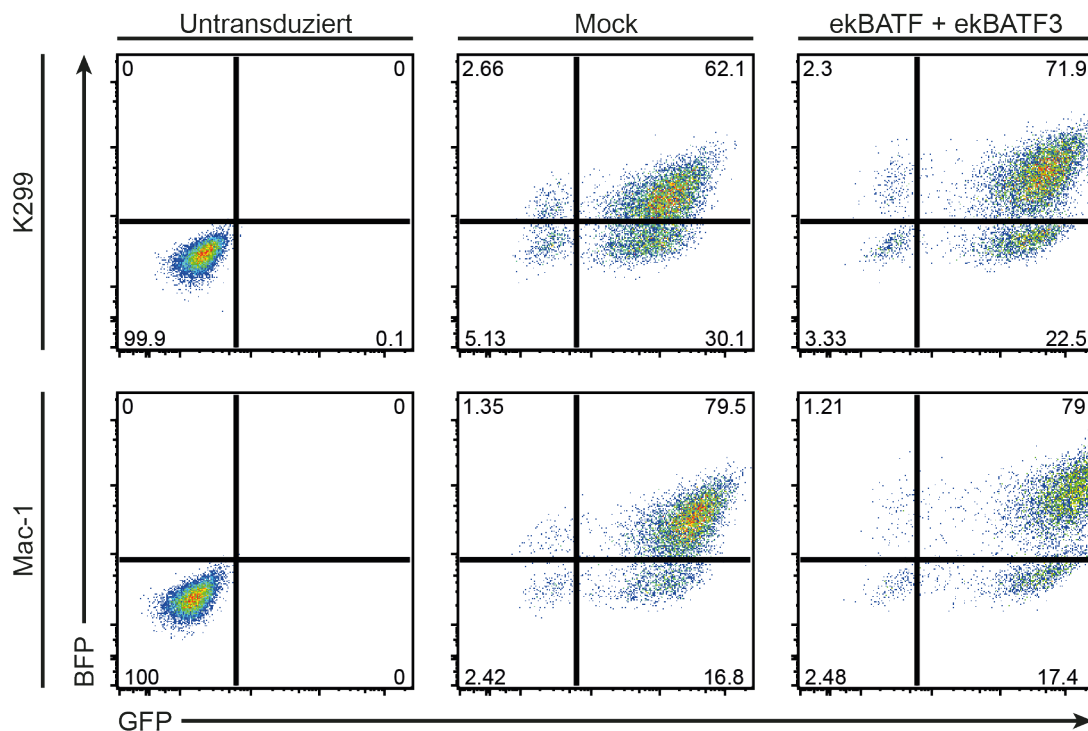 Untransduziert Mock ekBATF + ekBATF3
K299
0 0 2.66 62.1 2.3 71.9
99.9 0.1 5.13 30.1 3.33 22.5
Mac-1
0 0 1.35 79.5 1.21 79
100 0 2.42 16.8 2.48 17.4
BFP
GFP